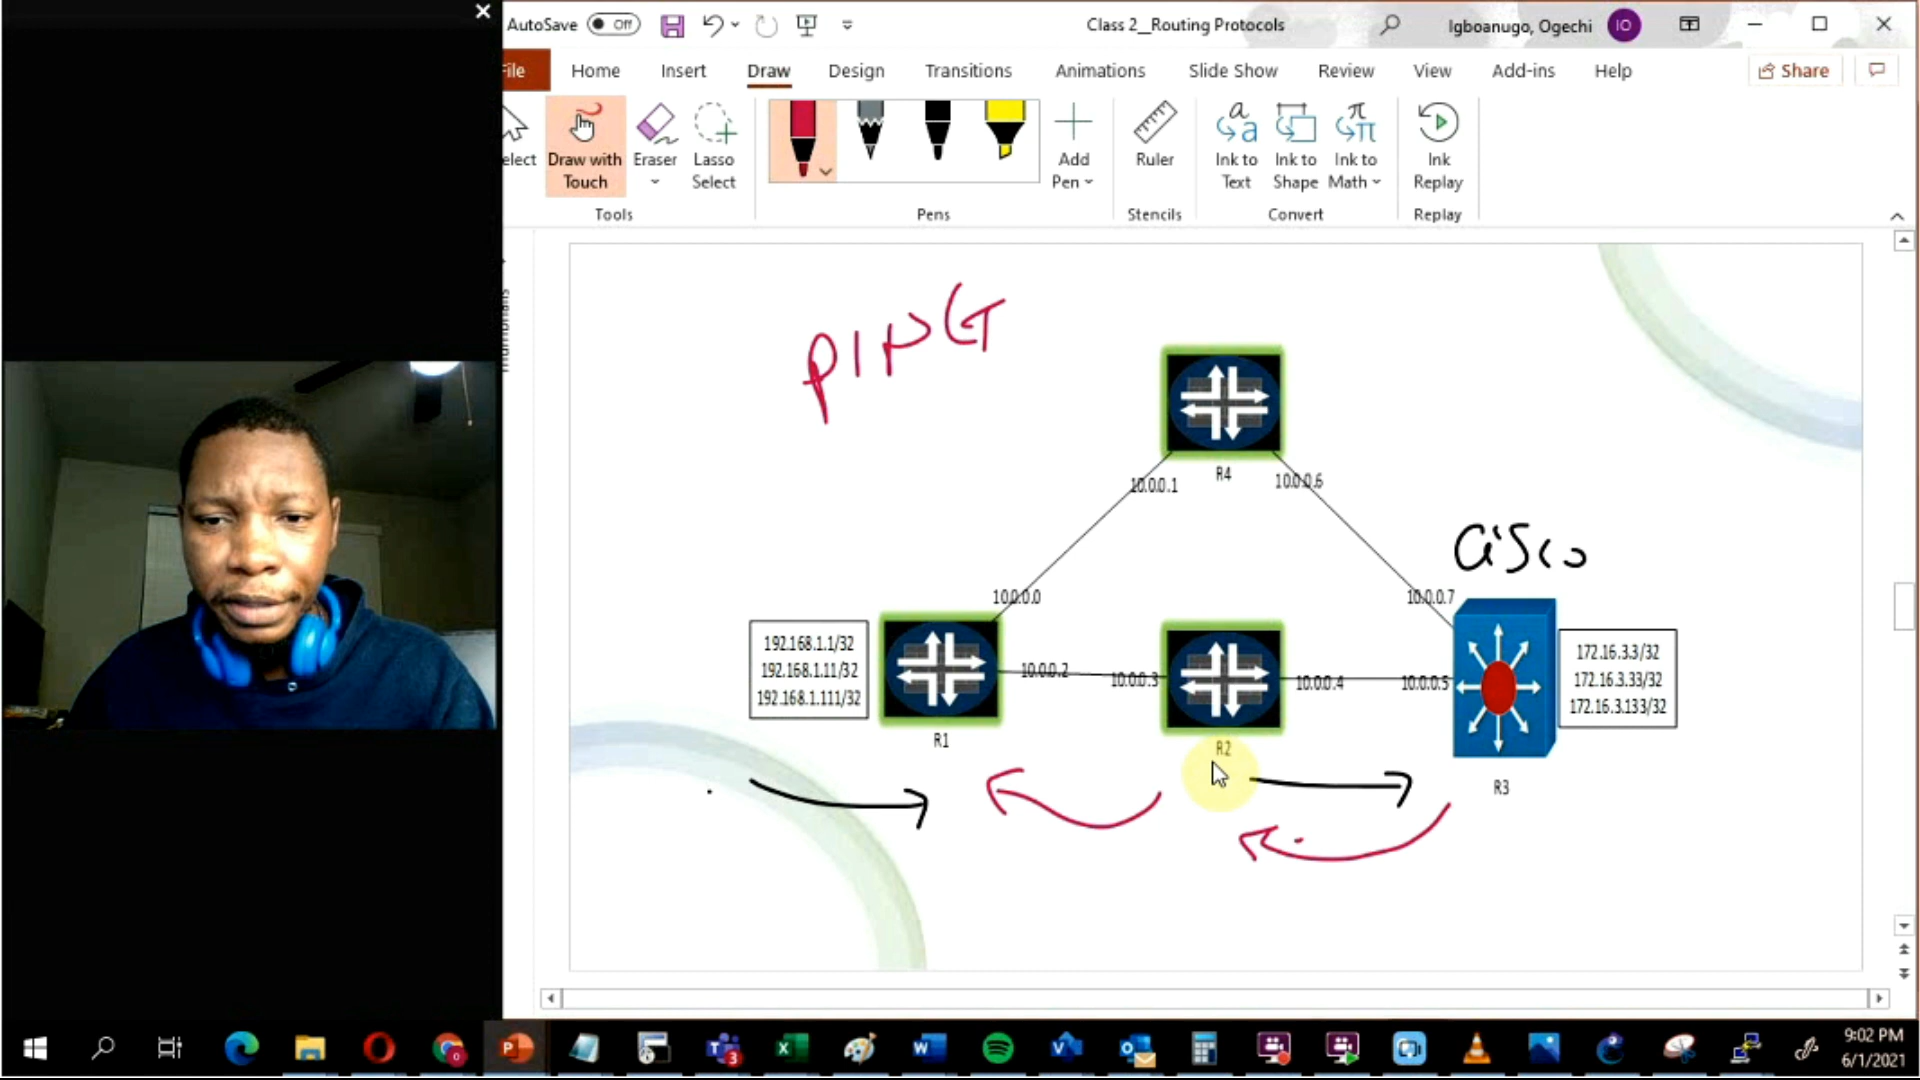 AutoSave Off Class 2__Routing Protocols Igboanugo, Ogechi IO
File Home Insert Draw Design Transitions Animations Slide Show Review View Add-ins Help Share
elect
Draw with
Touch
Eraser
Lasso
Select
Add
Pen
Ruler
Ink to
Text
Ink to
Shape
Ink to
Math
Ink
Replay
Tools Pens Stencils Convert Replay
PING
R4
10.0.0.1 10.0.0.6
cisco
10.0.0.0 10.0.0.7
192.168.1.1/32
192.168.1.11/32
192.168.1.111/32
10.0.0.2 10.0.0.3 10.0.0.4 10.0.0.5
172.16.3.3/32
172.16.3.33/32
172.16.3.133/32
R1 R2 R3
9:02 PM
6/1/2021